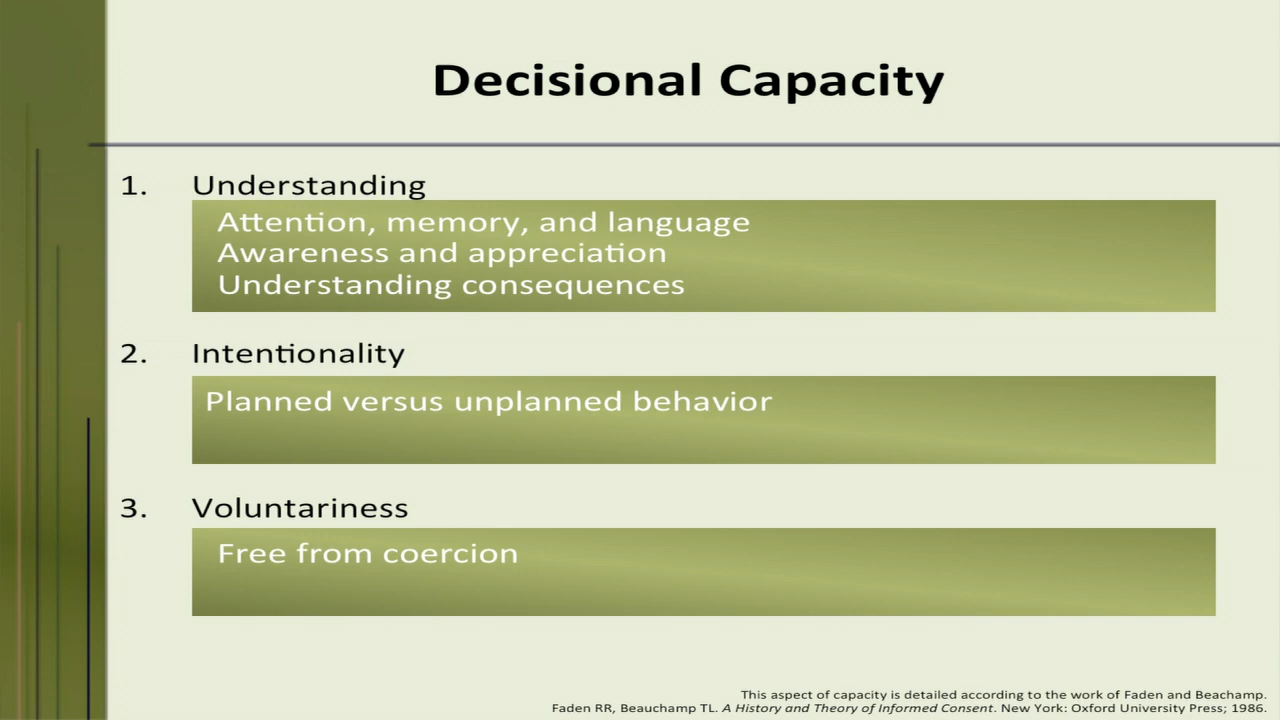 Decisional Capacity
1. Understanding
Attention, memory, and language
Awareness and appreciation
Understanding consequences
2. Intentionality
Planned versus unplanned behavior
3. Voluntariness
Free from coercion
This aspect of capacity is detailed according to the work of Faden and Beachamp.
Faden RR, Beauchamp TL. A History and Theory of Informed Consent. New York: Oxford University Press; 1986.